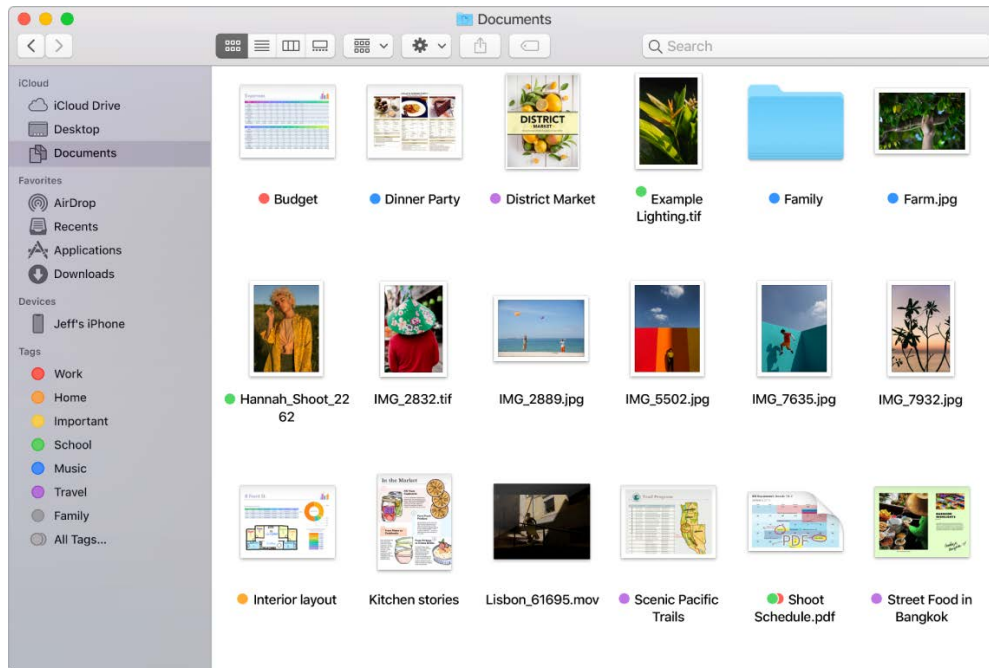 Documents
Search
iCloud
iCloud Drive
Desktop
Documents
Favorites
AirDrop
Recents
Applications
Downloads
Devices
Jeff's iPhone
Tags
Work
Home
Important
School
Music
Travel
Family
All Tags...
DISTRICT
MARKET
Budget
Dinner Party
District Market
Example
Lighting.tif
Family
Farm.jpg
Hannah_Shoot_22
62
IMG_2832.tif
IMG_2889.jpg
IMG_5502.jpg
IMG_7635.jpg
IMG_7932.jpg
In the Market
PDF
Interior layout
Kitchen stories
Lisbon_61695.mov
Scenic Pacific
Trails
Shoot
Schedule.pdf
Street Food in
Bangkok